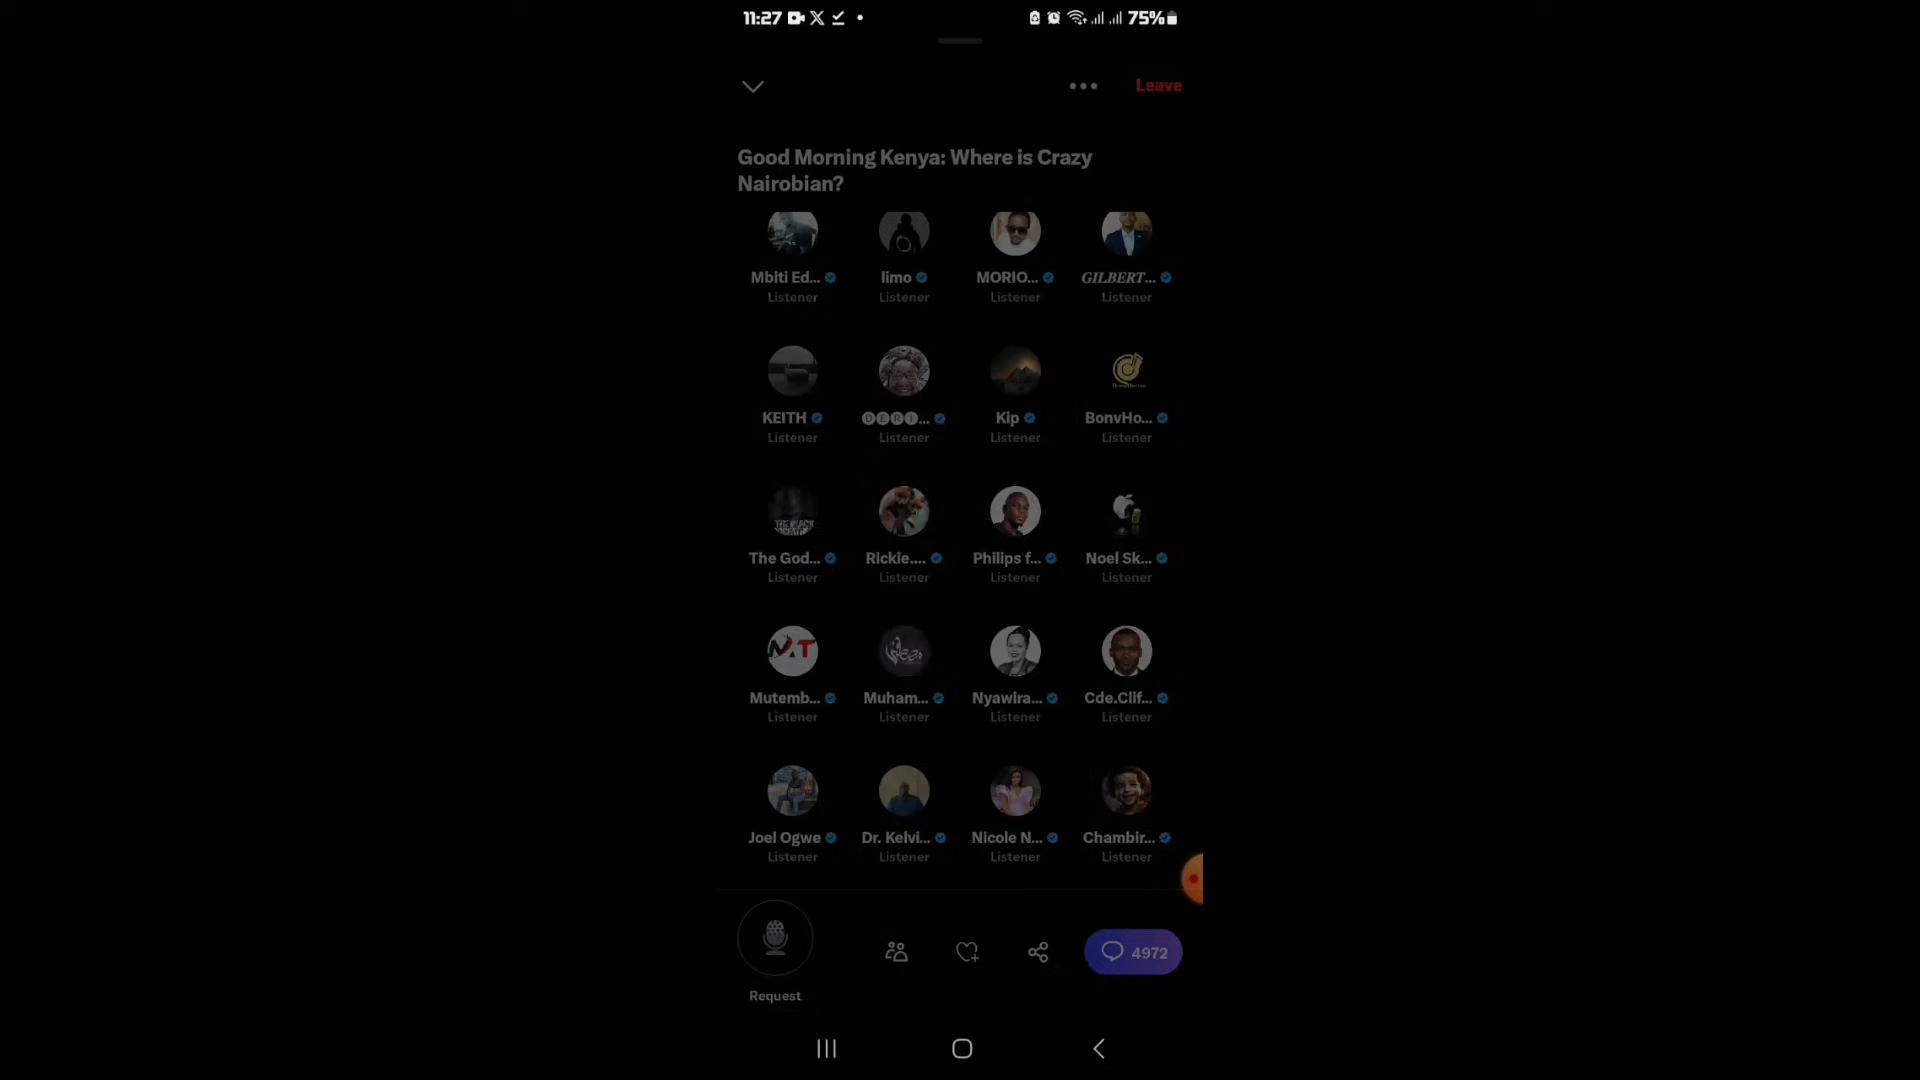 11:27
75%
Leave
Good Morning Kenya: Where is Crazy
Nairobian?
Mbiti Ed... limo MORIO... GILBERT...
Listener Listener Listener Listener
KEITH DERI... Kip BonvHo...
Listener Listener Listener Listener
The God... Rickie.... Philips f... Noel Sk...
Listener Listener Listener Listener
MT
Mutemb... Muham... Nyawira... Cde.Clif...
Listener Listener Listener Listener
Joel Ogwe Dr. Kelvi... Nicole N... Chambir...
Listener Listener Listener Listener
4972
Request